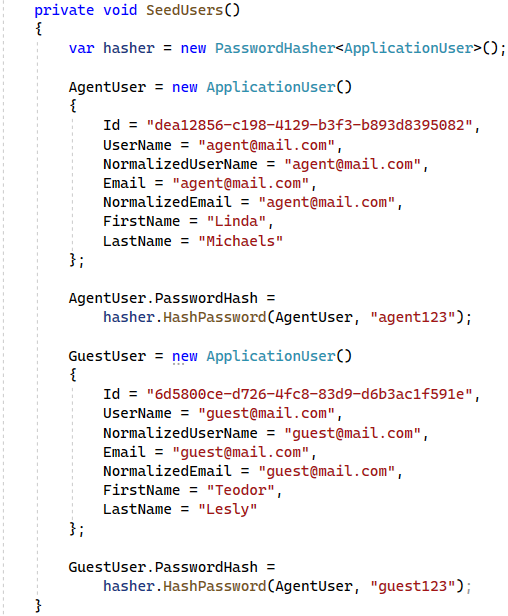 private void SeedUsers()
{
    var hasher = new PasswordHasher<ApplicationUser>();

    AgentUser = new ApplicationUser()
    {
        Id = "dea12856-c198-4129-b3f3-b893d8395082",
        UserName = "agent@mail.com",
        NormalizedUserName = "agent@mail.com",
        Email = "agent@mail.com",
        NormalizedEmail = "agent@mail.com",
        FirstName = "Linda",
        LastName = "Michaels"
    };

    AgentUser.PasswordHash =
        hasher.HashPassword(AgentUser, "agent123");

    GuestUser = new ApplicationUser()
    {
        Id = "6d5800ce-d726-4fc8-83d9-d6b3ac1f591e",
        UserName = "guest@mail.com",
        NormalizedUserName = "guest@mail.com",
        Email = "guest@mail.com",
        NormalizedEmail = "guest@mail.com",
        FirstName = "Teodor",
        LastName = "Lesly"
    };

    GuestUser.PasswordHash =
        hasher.HashPassword(AgentUser, "guest123");
}